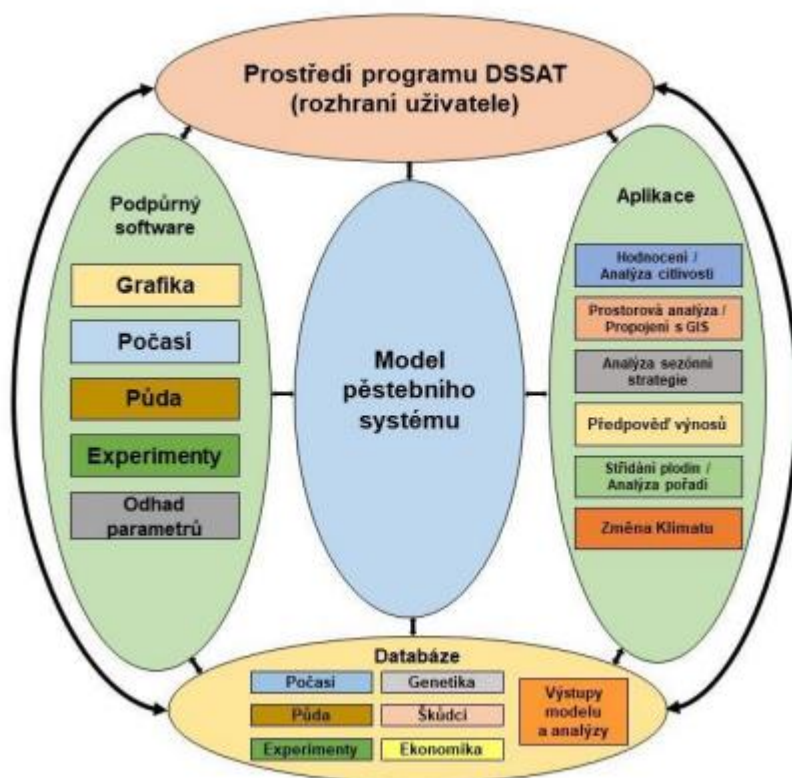 Prostředí programu DSSAT
(rozhraní uživatele)
Podpůrný
software
Grafika
Počasí
Půda
Experimenty
Odhad
parametrů
Model
pěstebního
systému
Aplikace
Hodnocení /
Analýza citlivosti
Prostorová analýza /
Propojení s GIS
Analýza sezónní
strategie
Předpověď výnosů
Střídání plodin /
Analýza pořadí
Změna Klimatu
Databáze
Počasí
Genetika
Půda
Škůdci
Experimenty
Ekonomika
Výstupy
modelu
a analýzy